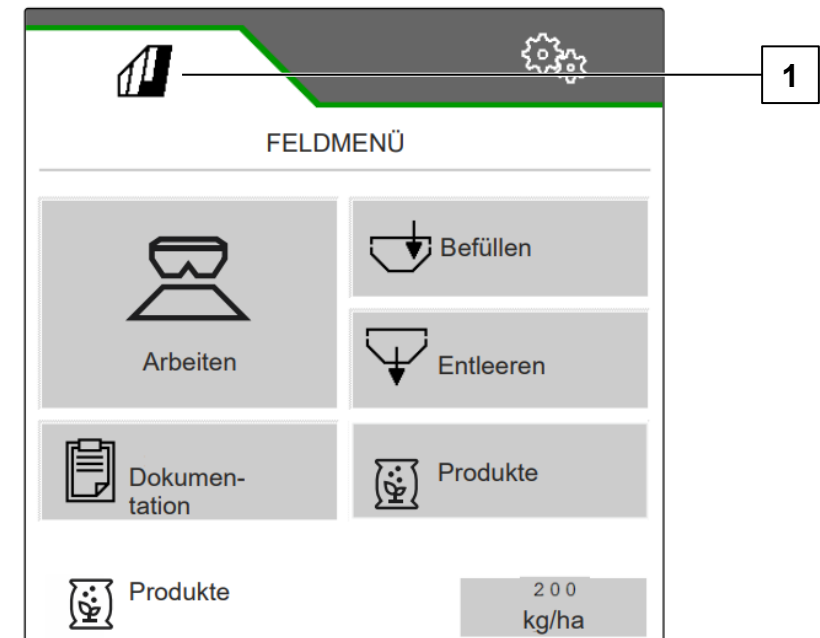 1
FELDMENÜ
Befüllen
Arbeiten
Entleeren
Dokumen-
tation
Produkte
Produkte
200
kg/ha